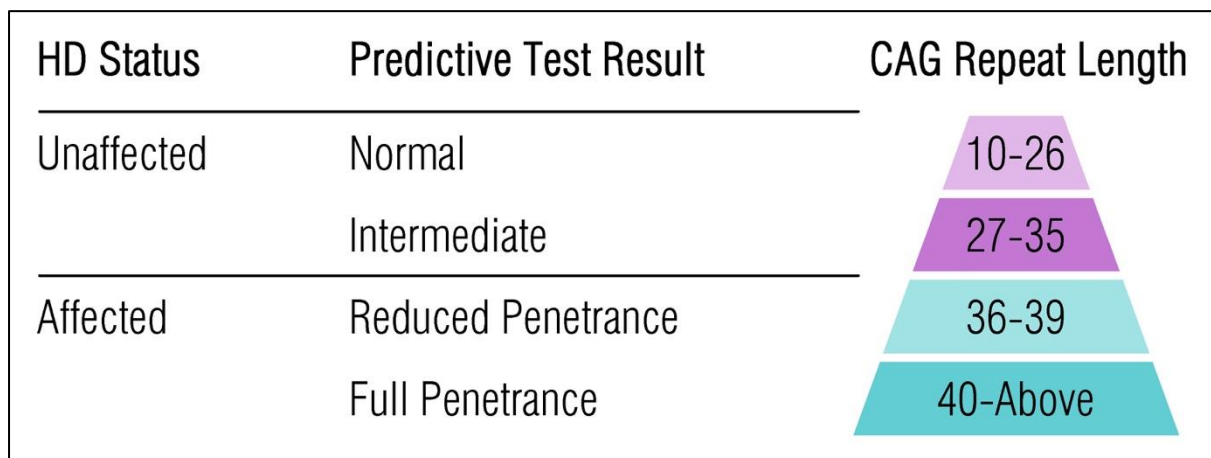 HD Status Predictive Test Result CAG Repeat Length
Unaffected Normal 10-26
Intermediate 27-35
Affected Reduced Penetrance 36-39
Full Penetrance 40-Above